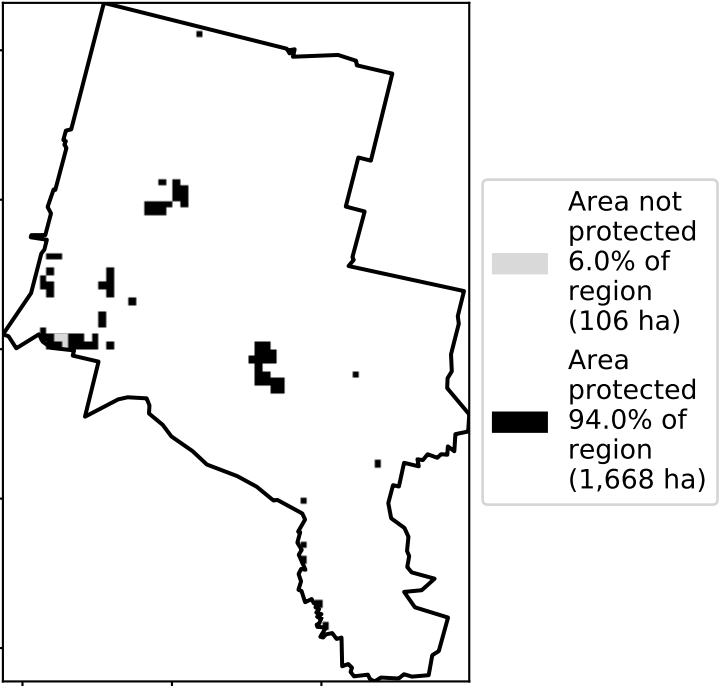 Area not
protected
6.0% of
region
(106 ha)
Area
protected
94.0% of
region
(1,668 ha)